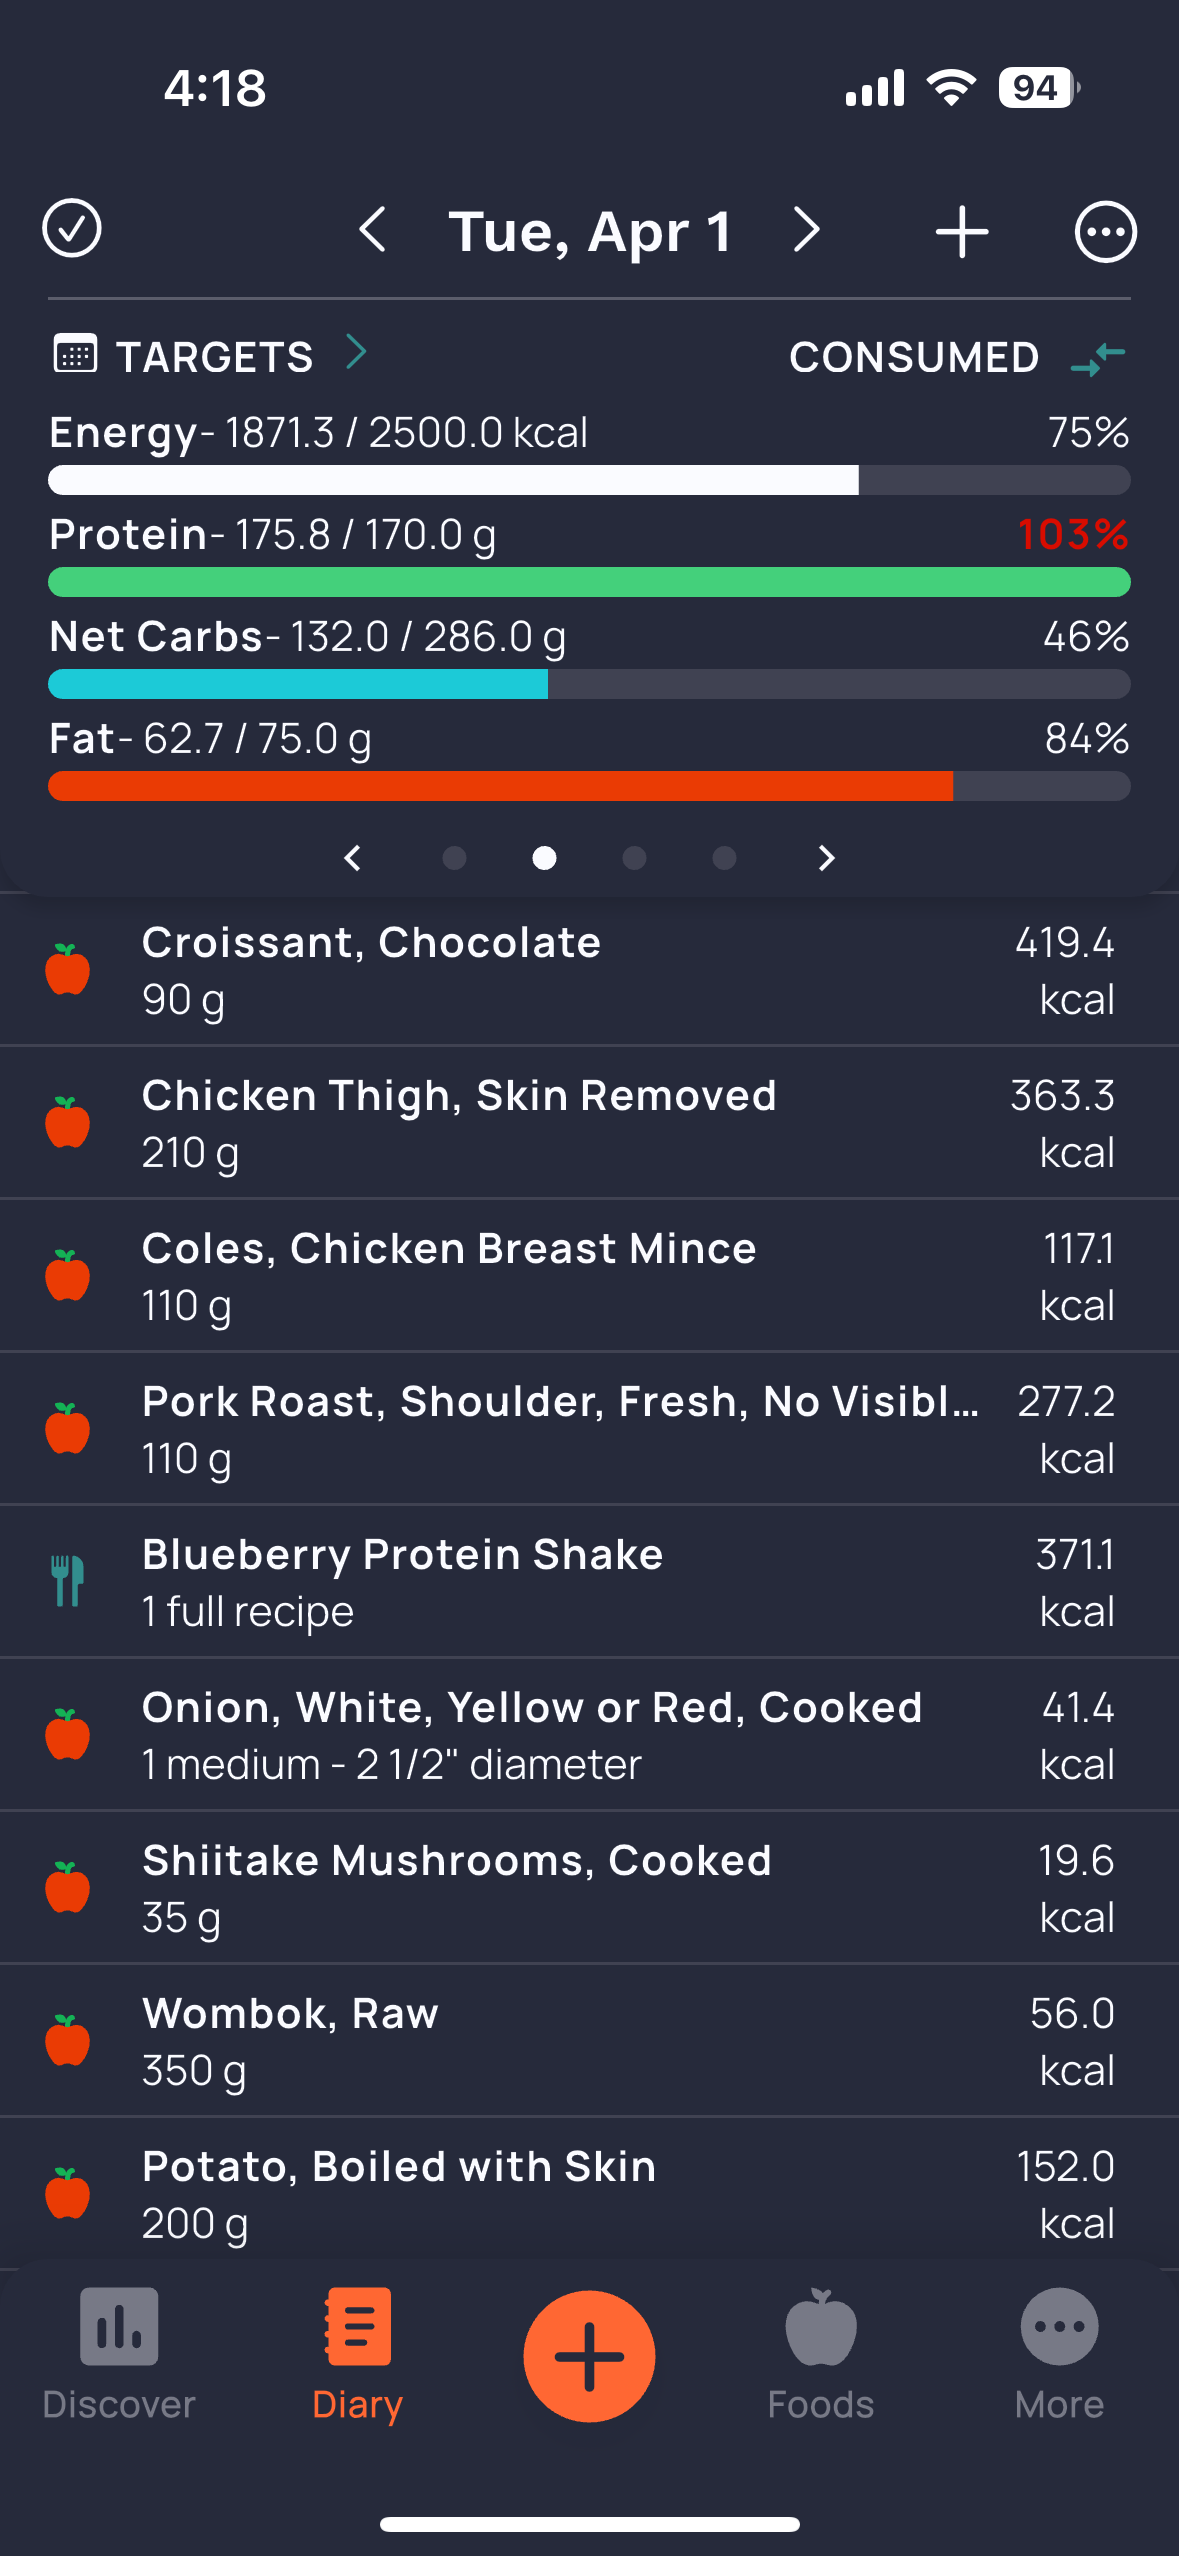 4:18
94
Tue, Apr 1
TARGETS CONSUMED
Energy- 1871.3 / 2500.0 kcal 75%
Protein- 175.8 / 170.0 g 103%
Net Carbs- 132.0 / 286.0 g 46%
Fat- 62.7 / 75.0 g 84%
Croissant, Chocolate 419.4
90 g kcal
Chicken Thigh, Skin Removed 363.3
210 g kcal
Coles, Chicken Breast Mince 117.1
110 g kcal
Pork Roast, Shoulder, Fresh, No Visibl... 277.2
110 g kcal
Blueberry Protein Shake 371.1
1 full recipe kcal
Onion, White, Yellow or Red, Cooked 41.4
1 medium - 2 1/2" diameter kcal
Shiitake Mushrooms, Cooked 19.6
35 g kcal
Wombok, Raw 56.0
350 g kcal
Potato, Boiled with Skin 152.0
200 g kcal
Discover Diary Foods More